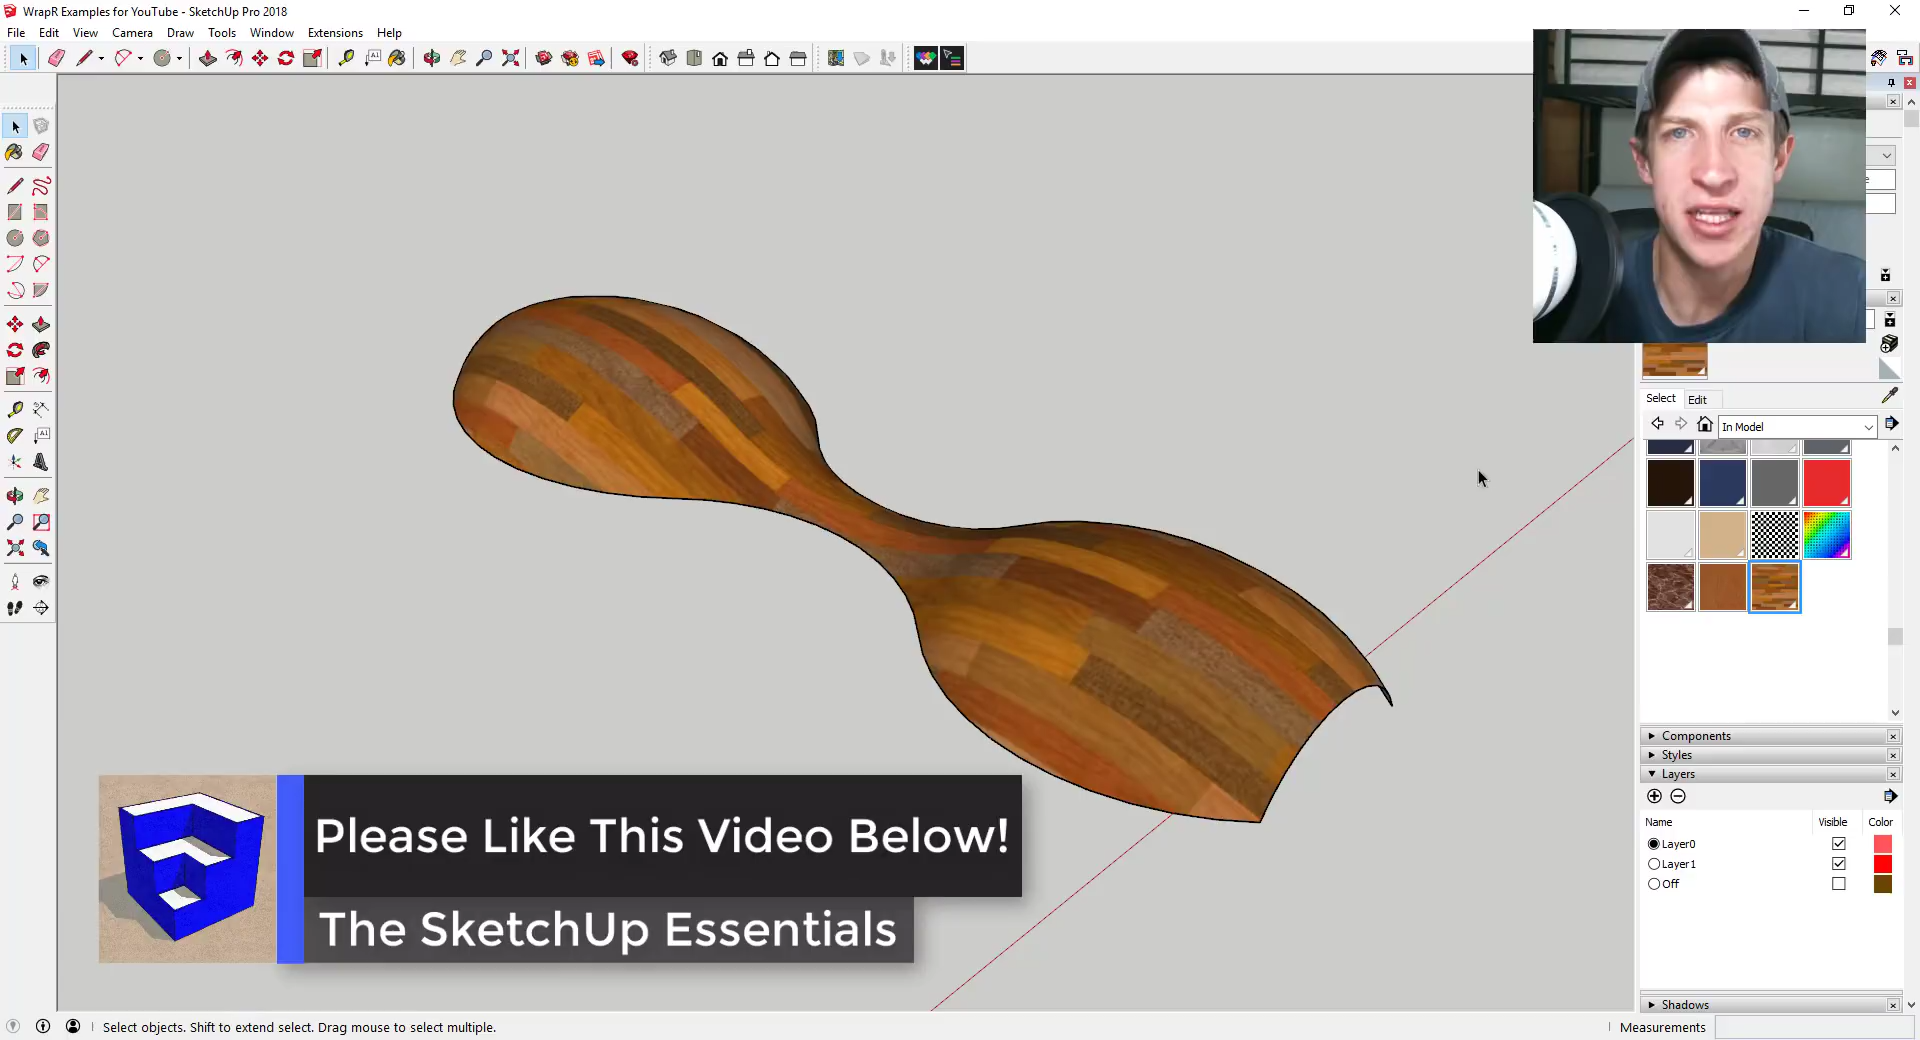 WrapR Examples for YouTube - SketchUp Pro 2018
File Edit View Camera Draw Tools Window Extensions Help
Select Edit
In Model
Components
Styles
Layers
Name Visible Color
Layer0
Layer1
Off
Shadows
Please Like This Video Below!
The SketchUp Essentials
Select objects. Shift to extend select. Drag mouse to select multiple.
Measurements